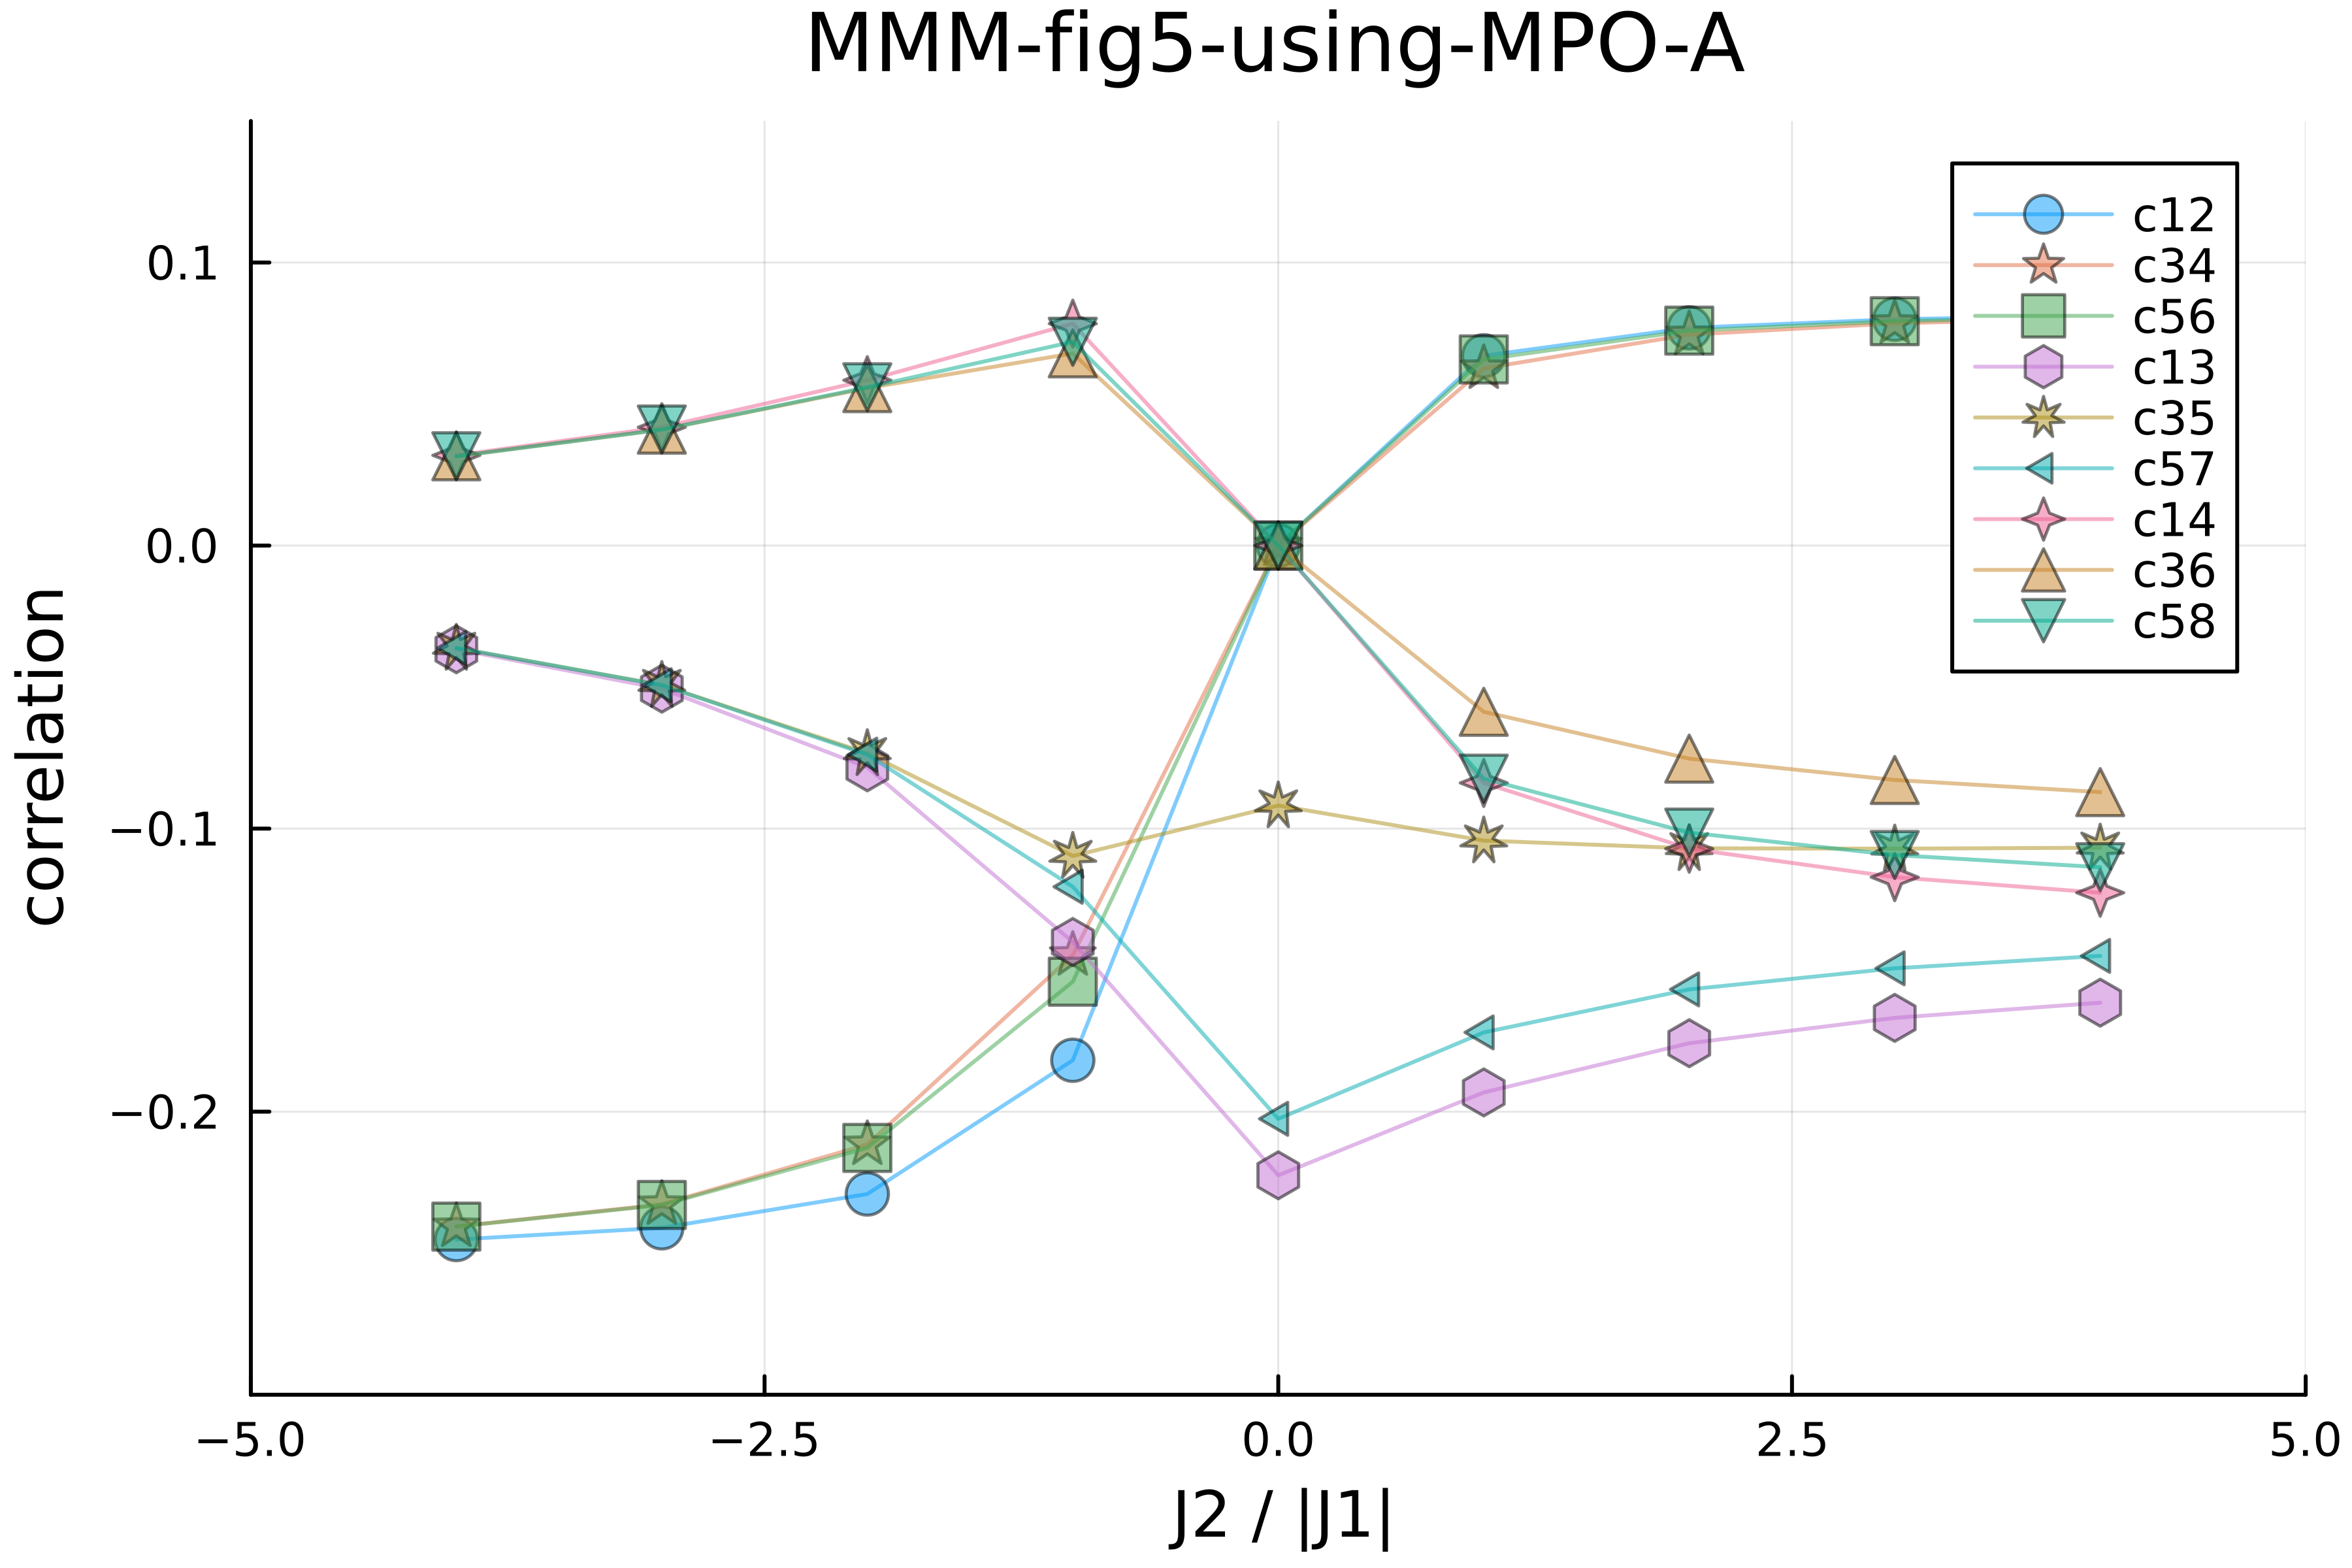 MMM-fig5-using-MPO-A
c12
c34
c56
c13
c35
c57
c14
c36
c58
0.1
0.0
−0.1
−0.2
correlation
−5.0
−2.5
0.0
2.5
5.0
J2 / |J1|